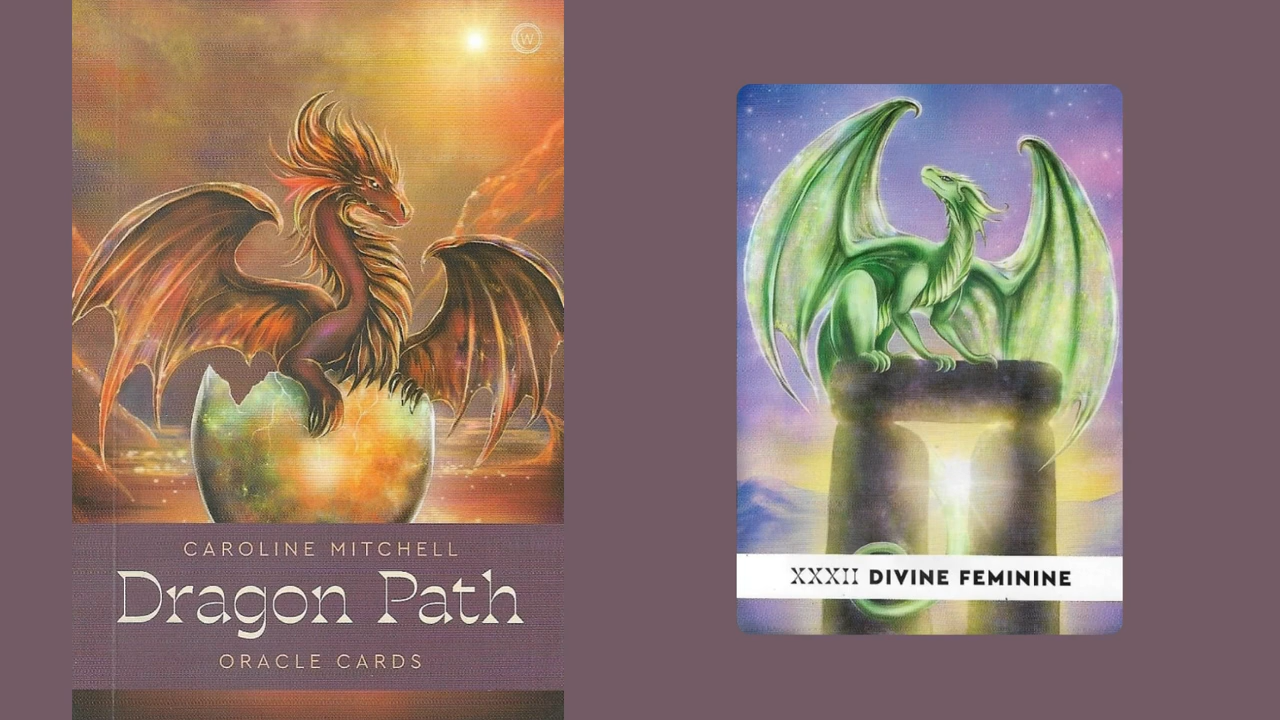 W
CAROLINE MITCHELL
Dragon Path
ORACLE CARDS
XXXII DIVINE FEMININE